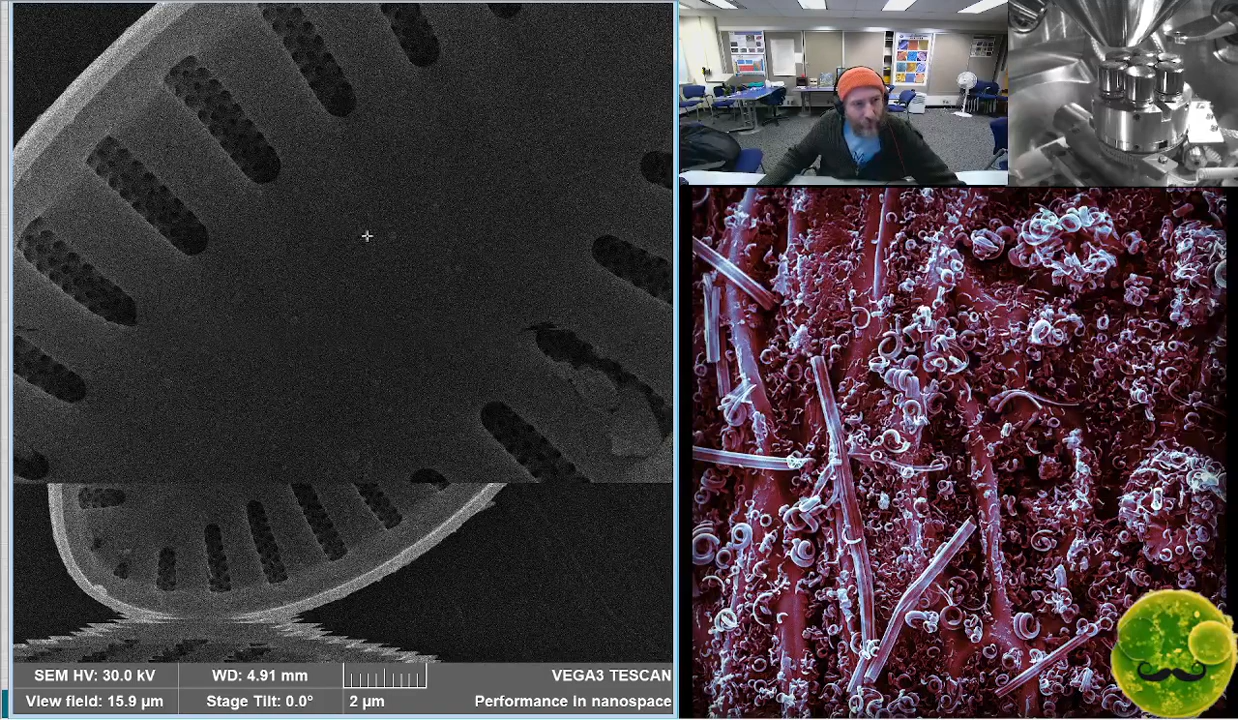 SEM HV: 30.0 kV
WD: 4.91 mm
VEGA3 TESCAN
View field: 15.9 µm
Stage Tilt: 0.0°
2 µm
Performance in nanospace